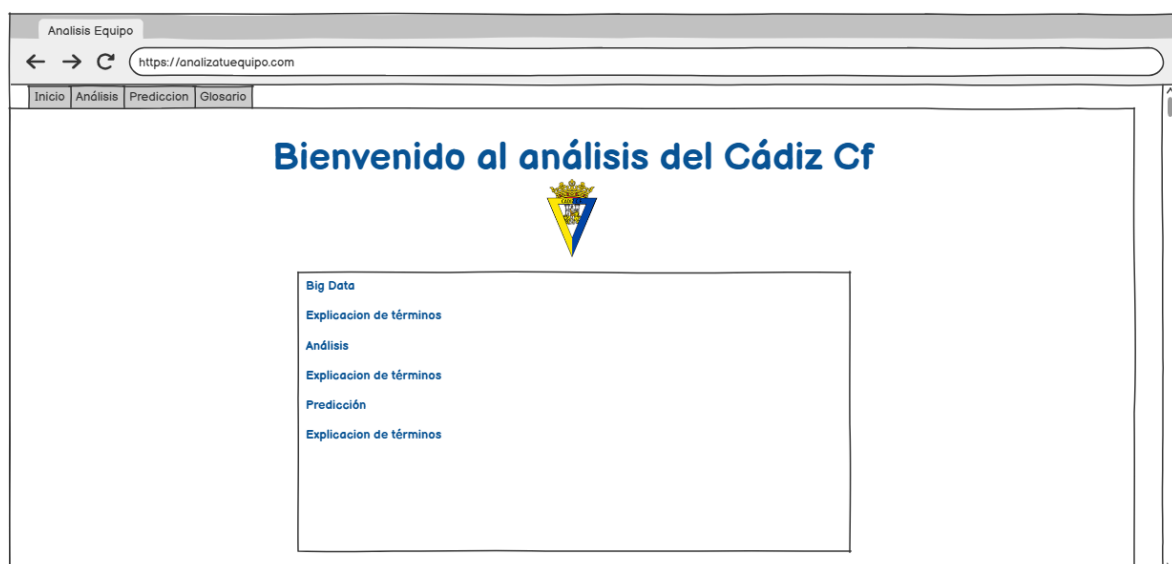 Analisis Equipo
https://analizatuequipo.com
Inicio Análisis Prediccion Glosario
Bienvenido al análisis del Cádiz Cf
Big Data
Explicacion de términos
Análisis
Explicacion de términos
Predicción
Explicacion de términos